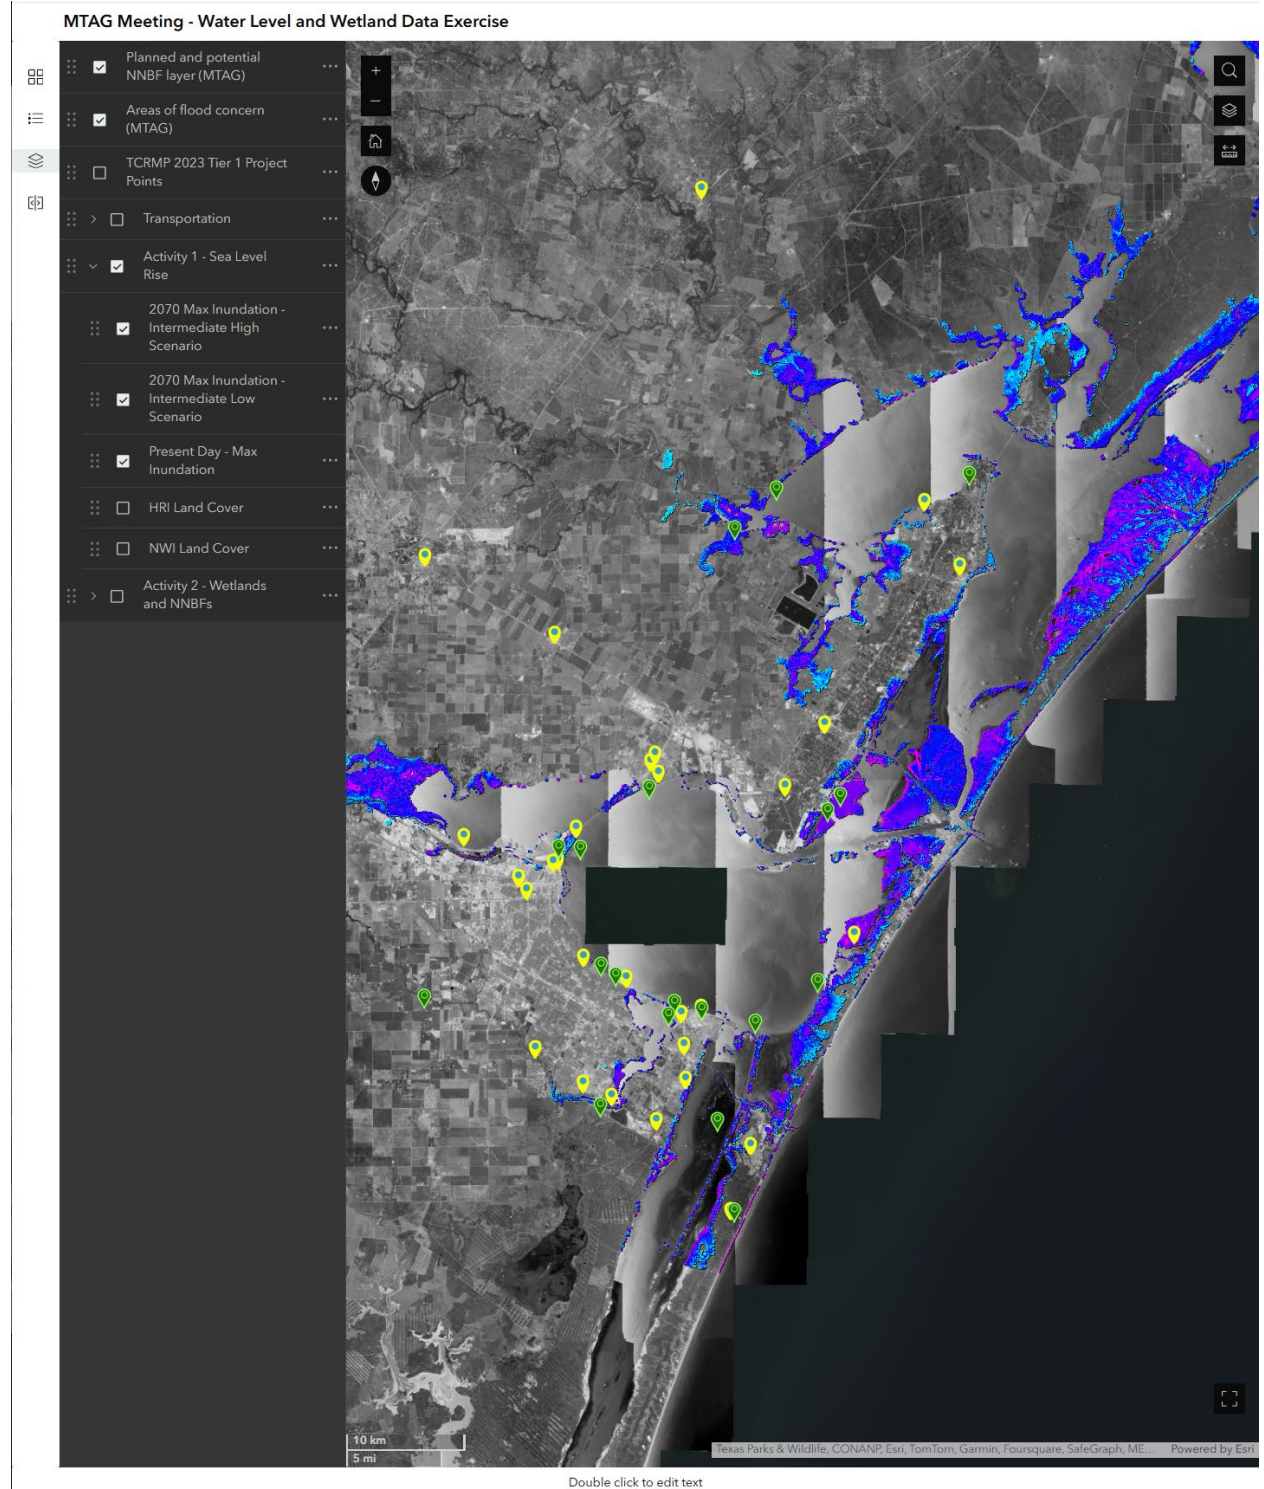 MTAG Meeting - Water Level and Wetland Data Exercise
Planned and potential
NNBF layer (MTAG)
Areas of flood concern
(MTAG)
TCRMP 2023 Tier 1 Project
Points
Transportation
Activity 1 - Sea Level
Rise
2070 Max Inundation -
Intermediate High
Scenario
2070 Max Inundation -
Intermediate Low
Scenario
Present Day - Max
Inundation
HRI Land Cover
NWI Land Cover
Activity 2 - Wetlands
and NNBFs
10 km
5 mi
Texas Parks & Wildlife, CONANP, Esri, TomTom, Garmin, Foursquare, SafeGraph, ME... Powered by Esri
Double click to edit text